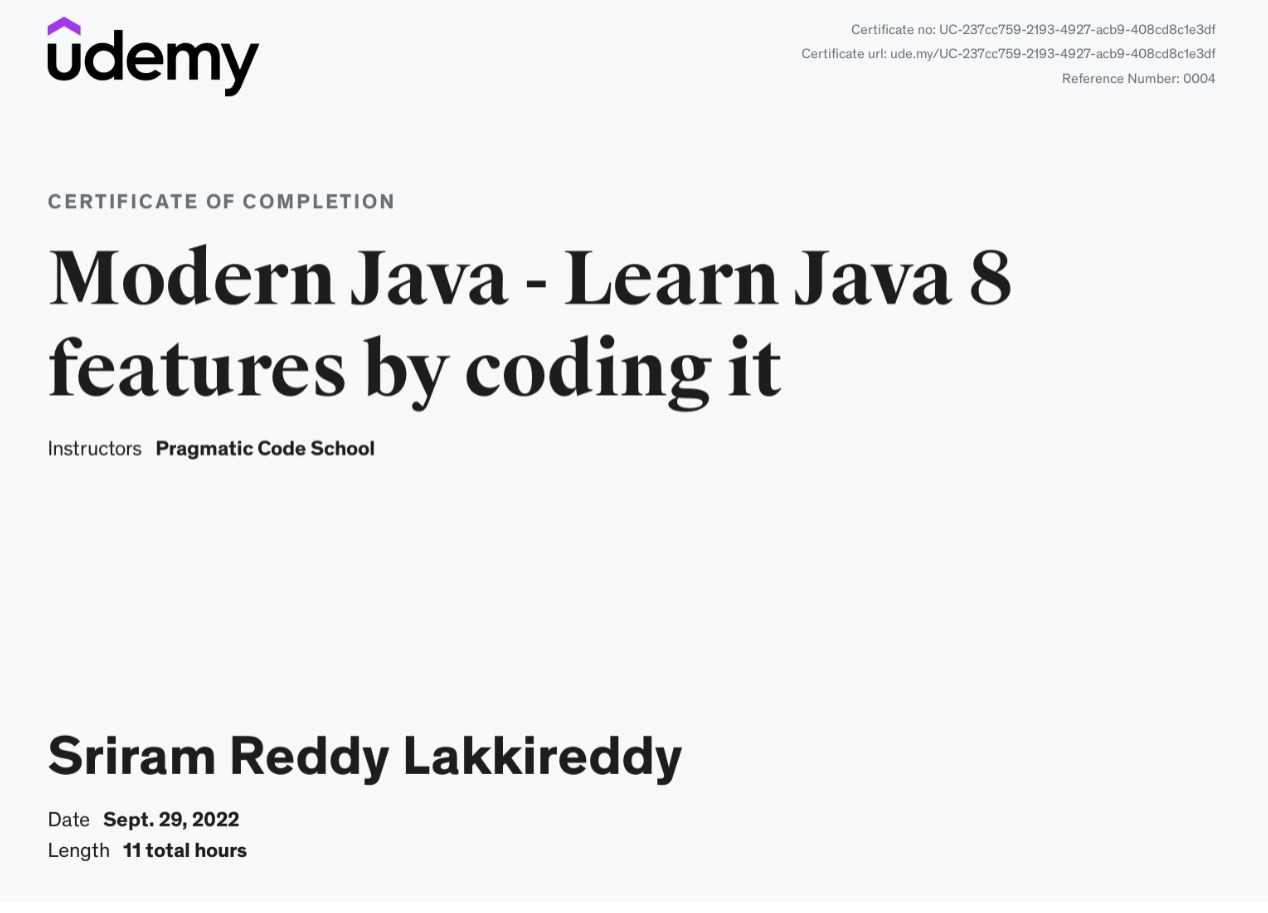 udemy
Certificate no: UC-237cc759-2193-4927-acb9-408cd8c1e3df
Certificate url: ude.my/UC-237cc759-2193-4927-acb9-408cd8c1e3df
Reference Number: 0004
CERTIFICATE OF COMPLETION
Modern Java - Learn Java 8
features by coding it
Instructors Pragmatic Code School
Sriram Reddy Lakkireddy
Date Sept. 29, 2022
Length 11 total hours